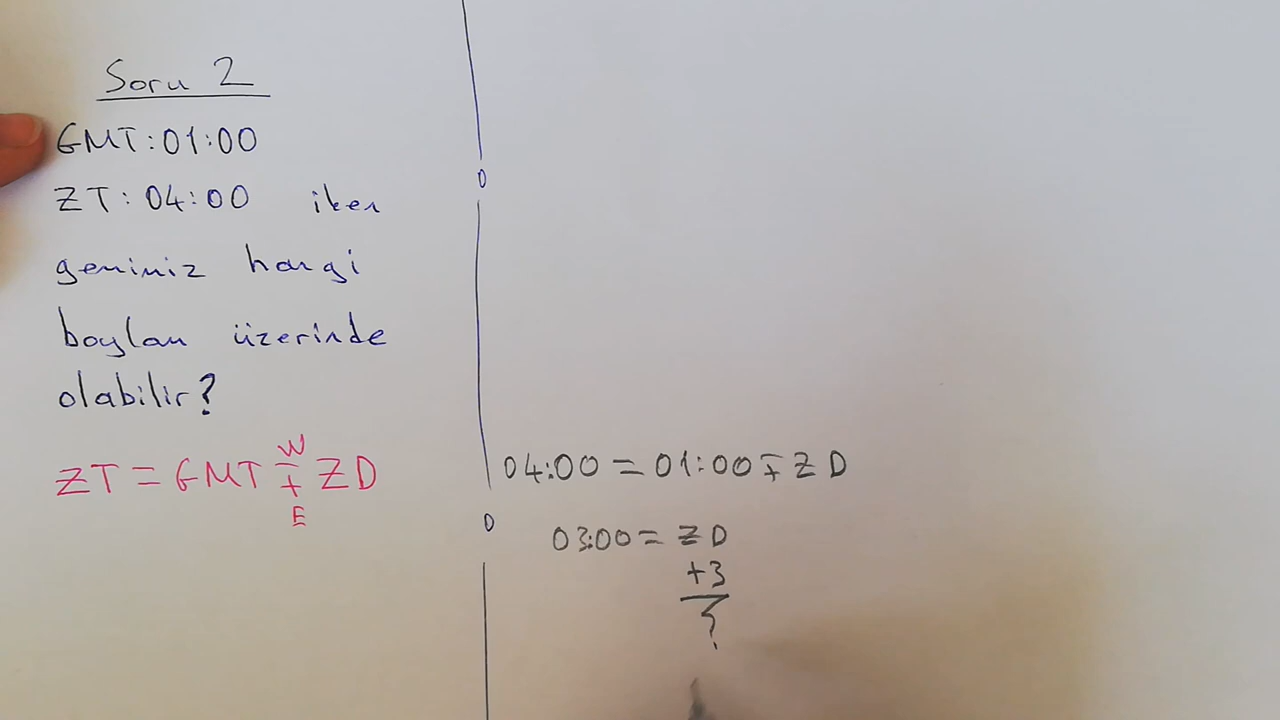 Soru 2
GMT:01:00
ZT:04:00 iken
geminiz hangi
boylam üzerinde
olabilir?
W
ZT = GMT ∓ ZD
E
04:00 = 01:00 ∓ ZD
03:00 = ZD
+3
?